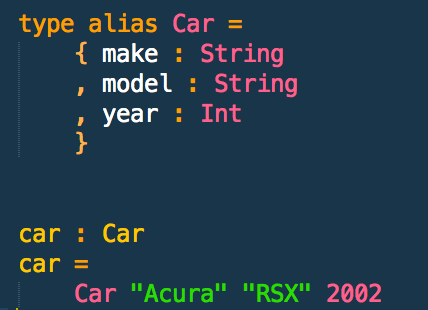 type alias Car =
    { make : String
    , model : String
    , year : Int
    }
car : Car
car =
    Car "Acura" "RSX" 2002